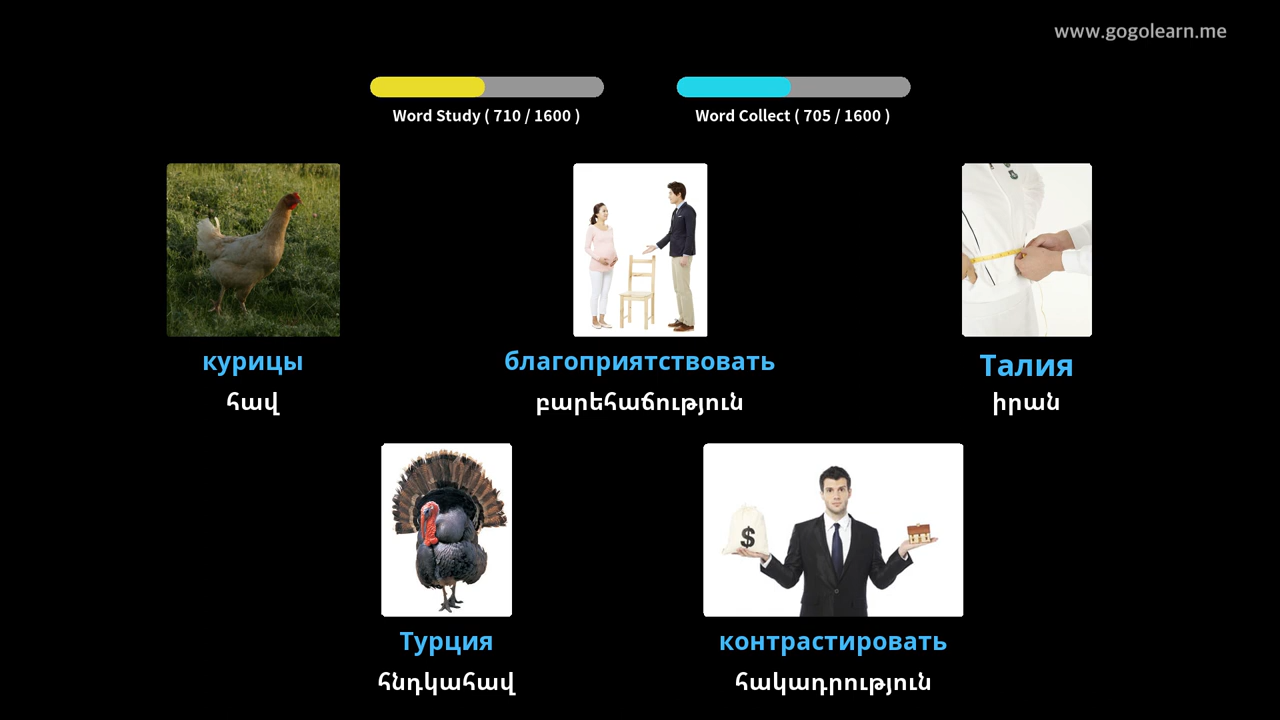 www.gogolearn.me
Word Study ( 710 / 1600 )
Word Collect ( 705 / 1600 )
курицы
հավ
благоприятствовать
բարեհաճություն
Талия
իրան
$
Турция
հնդկահավ
контрастировать
հակադրություն